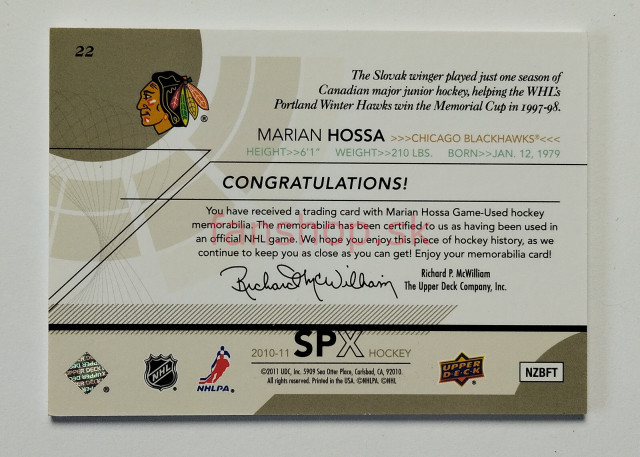 22
The Slovak winger played just one season of
Canadian major junior hockey, helping the WHL's
Portland Winter Hawks win the Memorial Cup in 1997-98.
®
MARIAN HOSSA >>>CHICAGO BLACKHAWKS®<<<
HEIGHT>>6'1" WEIGHT>>210 LBS. BORN>>JAN. 12, 1979
CONGRATULATIONS!
You have received a trading card with Marian Hossa Game-Used hockey
memorabilia. The memorabilia has been certified to us as having been used in
an official NHL game. We hope you enjoy this piece of hockey history, as we
continue to keep you as close as you can get! Enjoy your memorabilia card!
fanshop.sk
Richard McWilliam
Richard P. McWilliam
The Upper Deck Company, Inc.
2010-11 SPX HOCKEY
NHL
NHLPA.
©2011 UDC, Inc. 5909 Sea Otter Place, Carlsbad, CA, 92010.
All rights reserved. Printed in the USA. ©NHLPA. ©NHL
UPPER
DECK
NZBFT